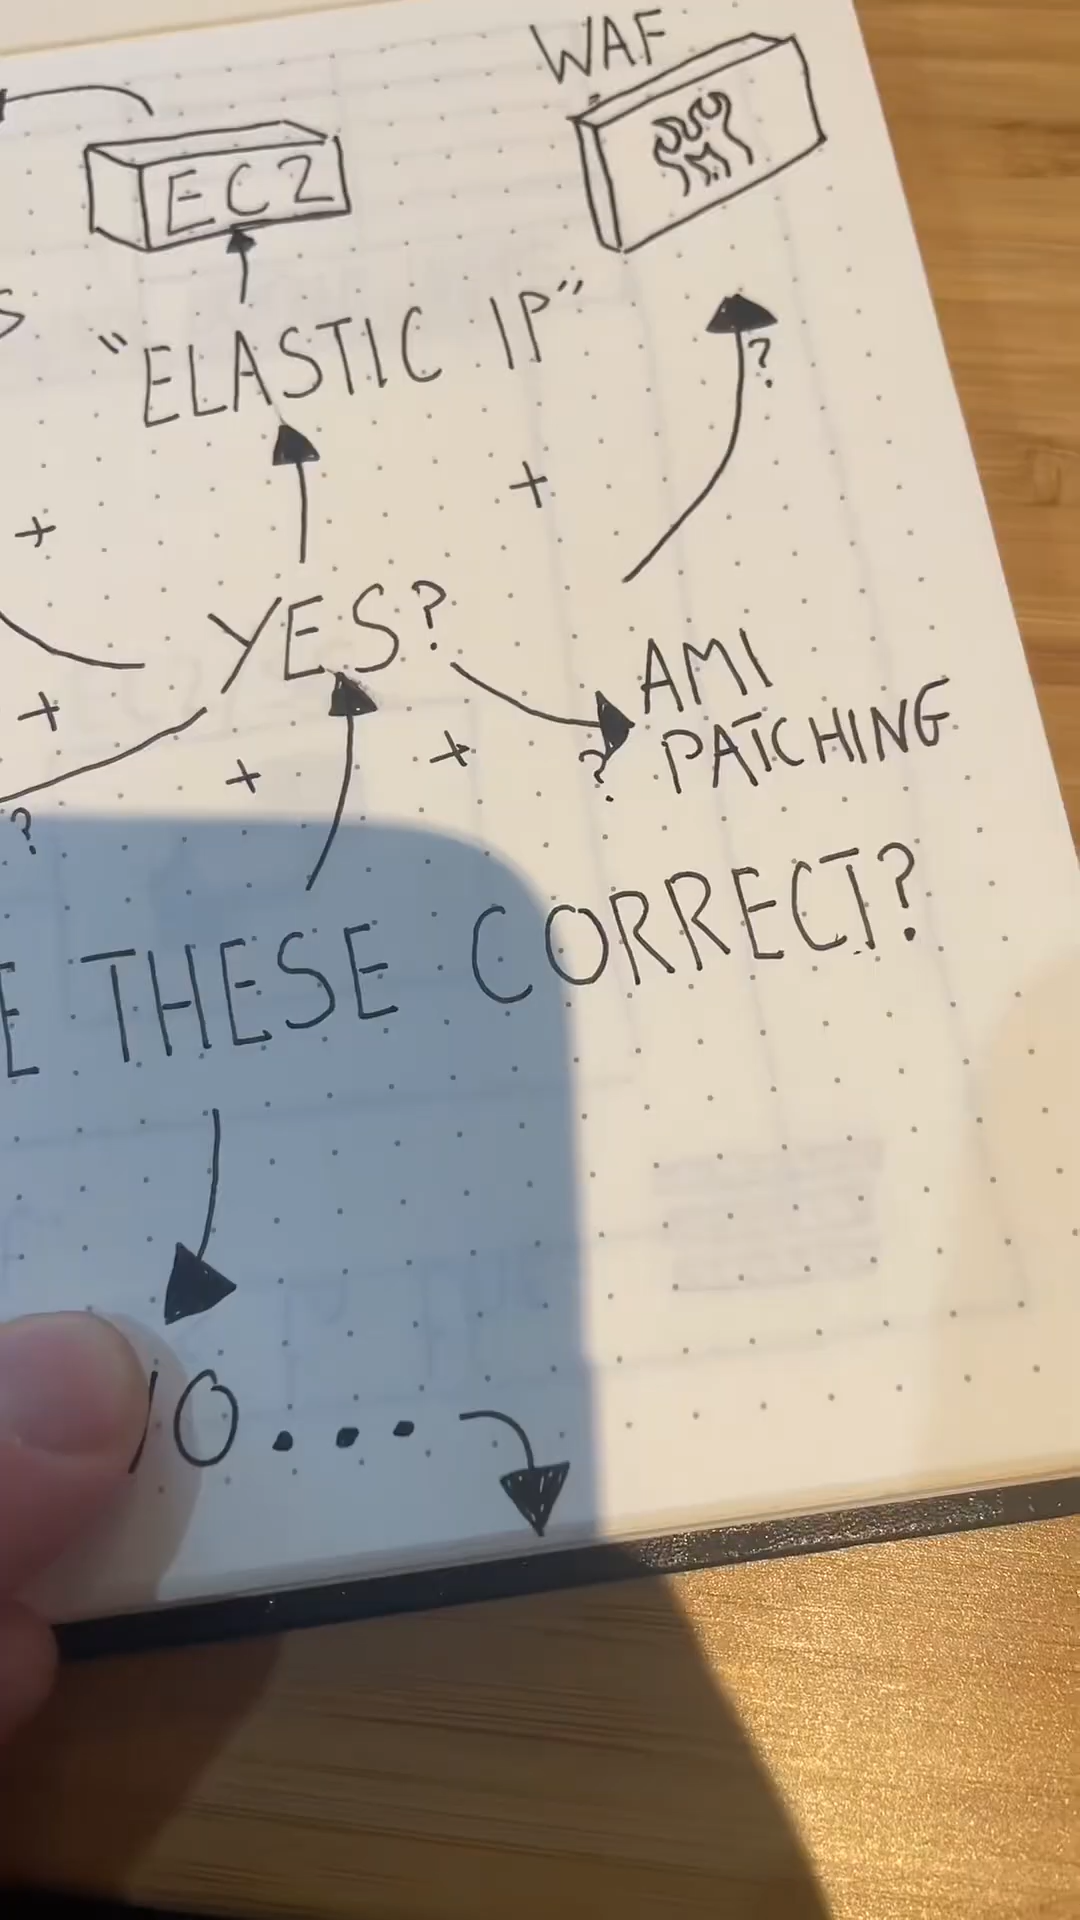 WAF
EC2
"ELASTIC IP"
?
+
+
YES?
AMI
PATCHING
+
+
+
?
?
THESE CORRECT?
O...